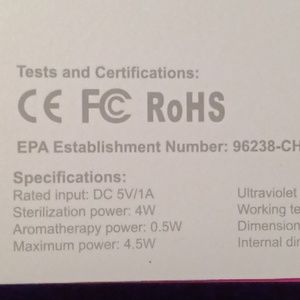 Tests and Certifications:
CE FC RoHS
EPA Establishment Number: 96238-CH
Specifications:
Rated input: DC 5V/1A
Sterilization power: 4W
Aromatherapy power: 0.5W
Maximum power: 4.5W
Ultraviolet
Working te
Dimension
Internal di